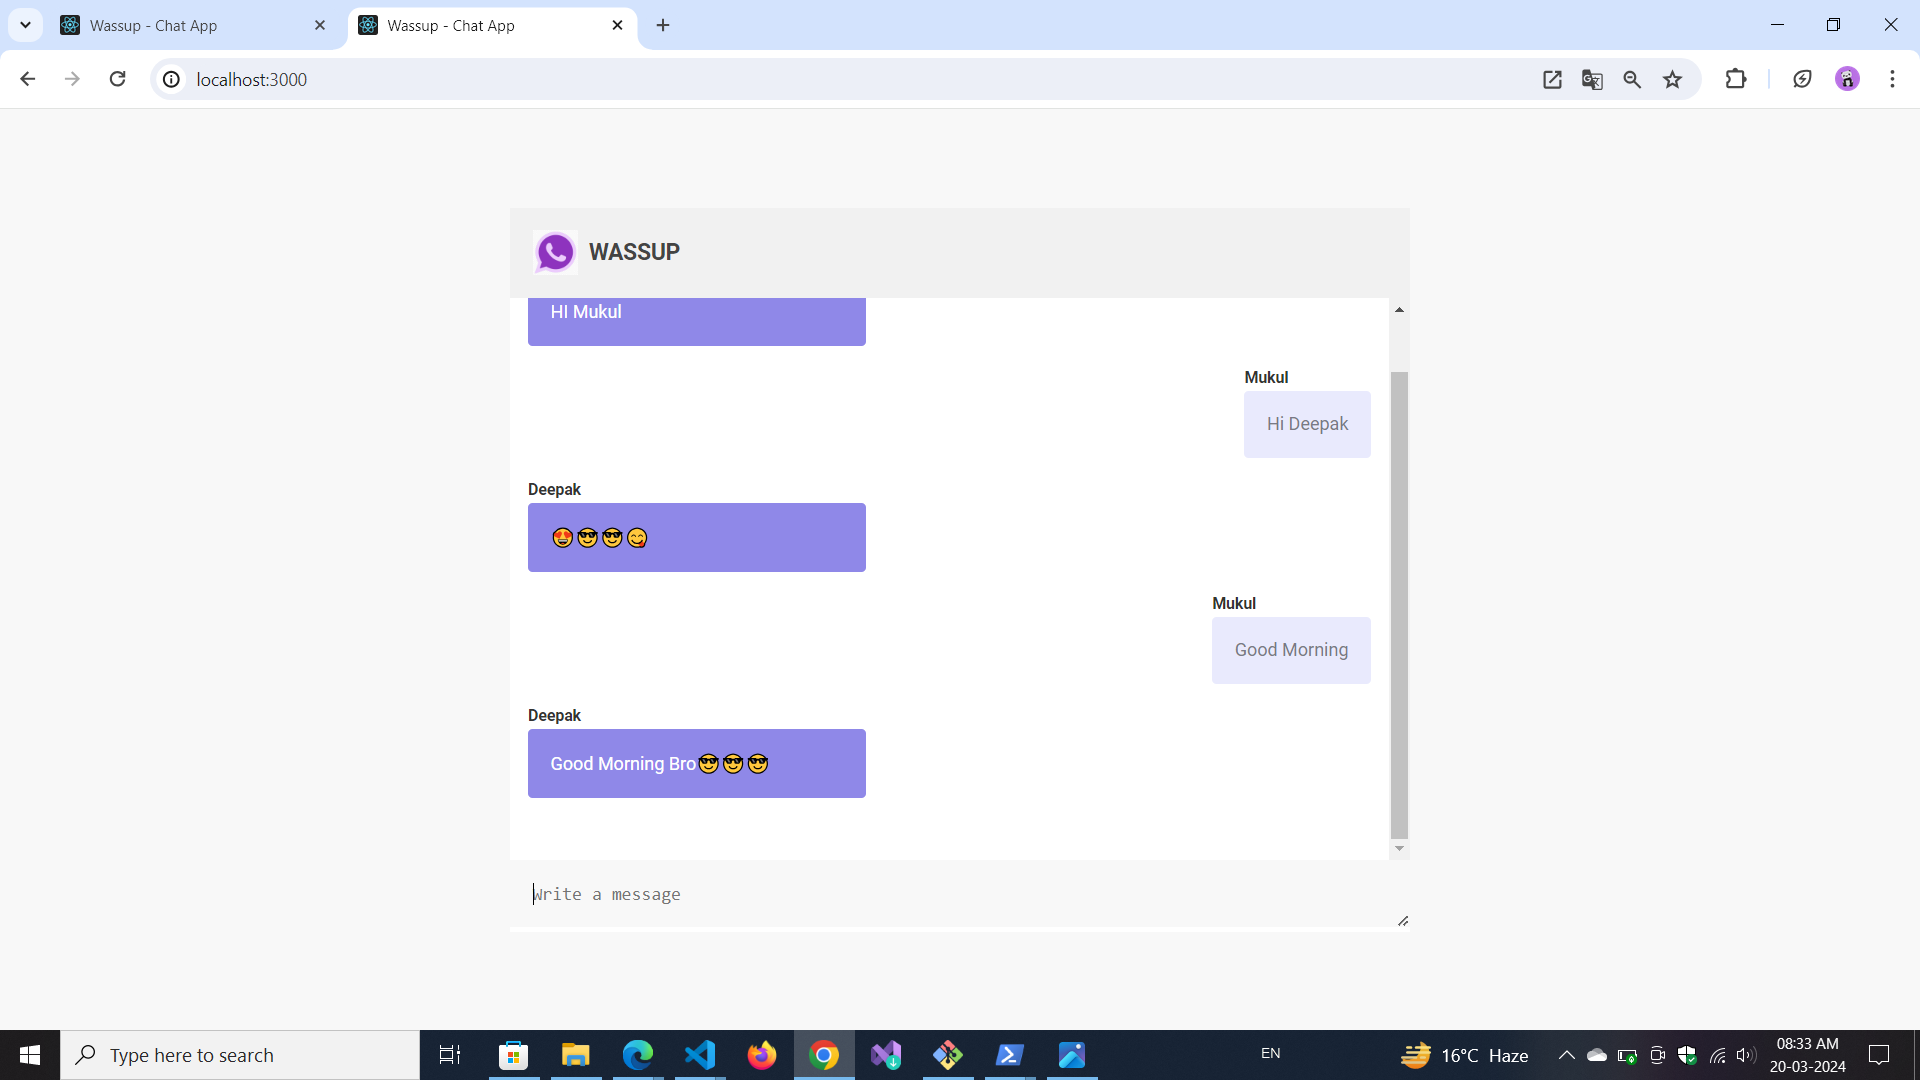 Wassup - Chat App
Wassup - Chat App
localhost:3000
WASSUP
HI Mukul
Mukul
Hi Deepak
Deepak
😍😎😎😋
Mukul
Good Morning
Deepak
Good Morning Bro😎😎😎
Write a message
Type here to search
EN
16°C Haze
08:33 AM
20-03-2024